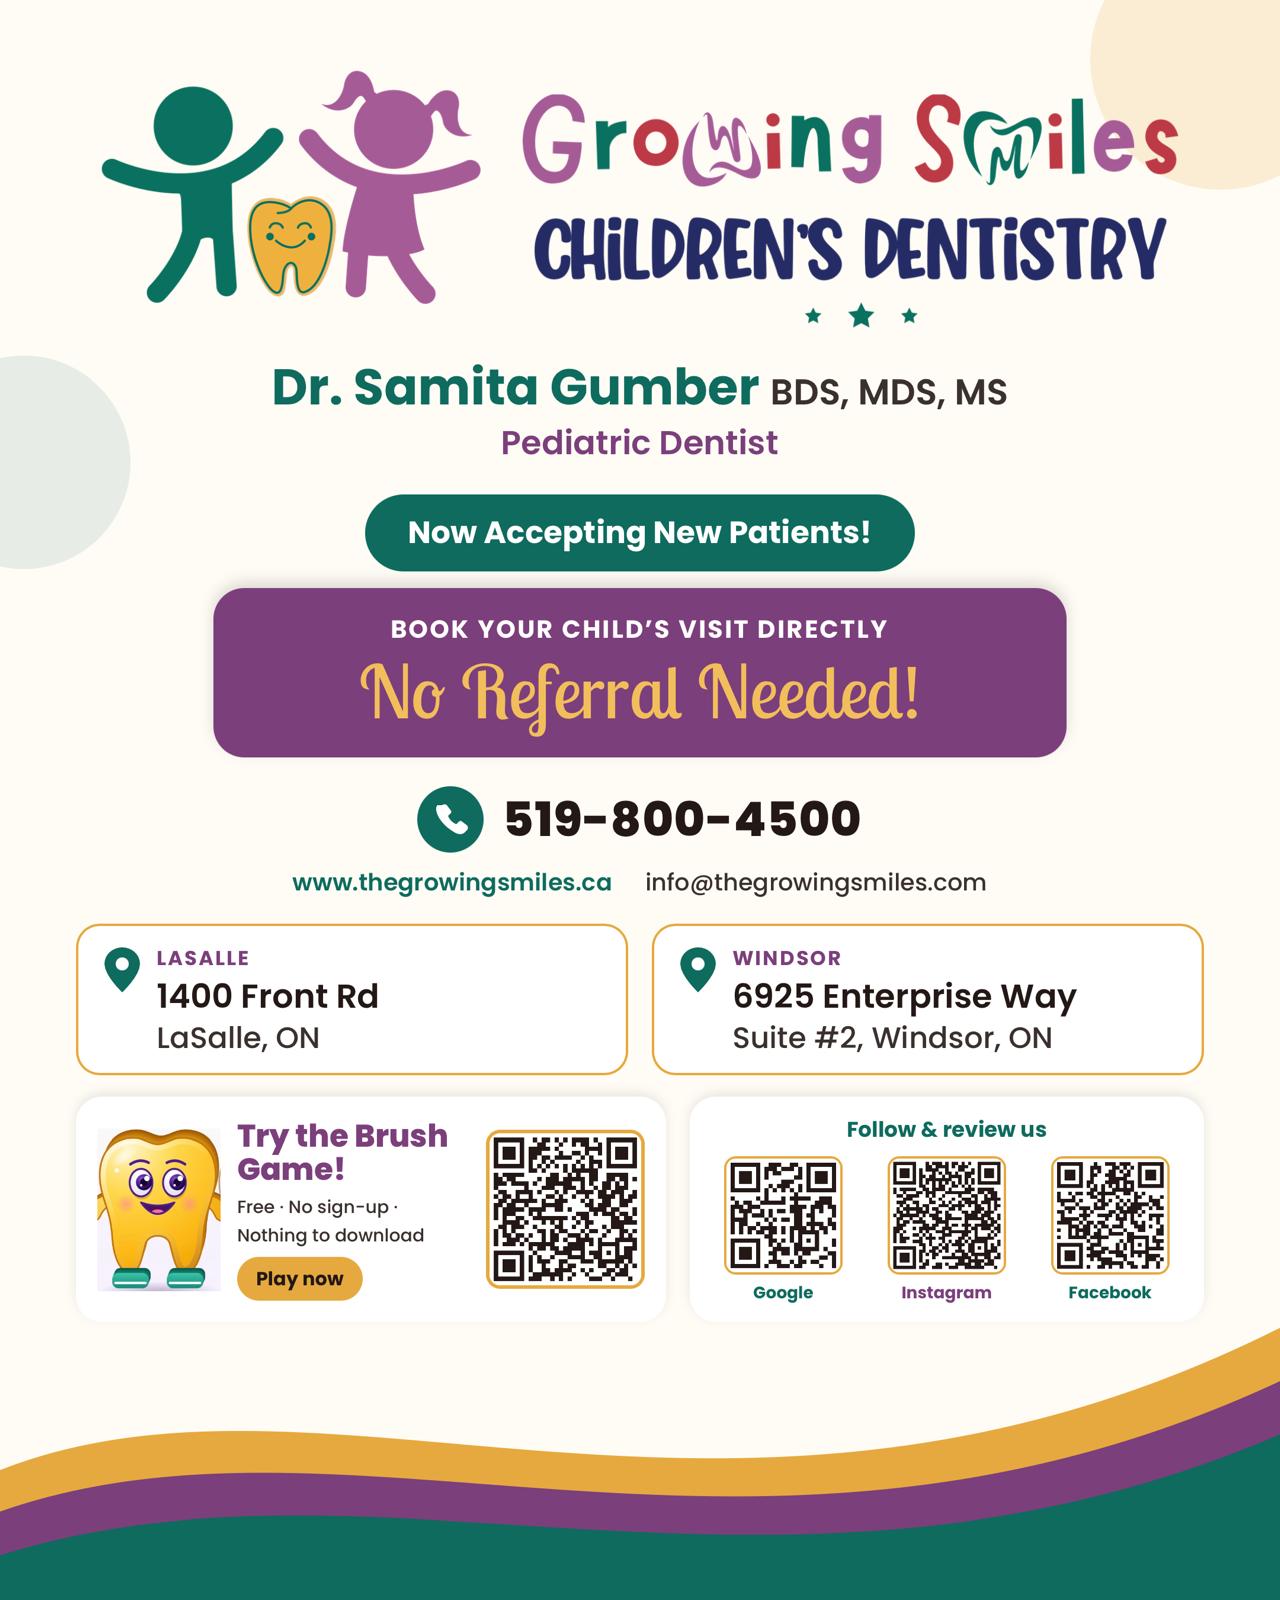 Growing Smiles
CHiLDREN'S DENTiSTRY
Dr. Samita Gumber BDS, MDS, MS
Pediatric Dentist
Now Accepting New Patients!
BOOK YOUR CHILD’S VISIT DIRECTLY
No Referral Needed!
519-800-4500
www.thegrowingsmiles.ca info@thegrowingsmiles.com
LASALLE
1400 Front Rd
LaSalle, ON
WINDSOR
6925 Enterprise Way
Suite #2, Windsor, ON
Try the Brush
Game!
Free · No sign-up ·
Nothing to download
Play now
Follow & review us
Google
Instagram
Facebook